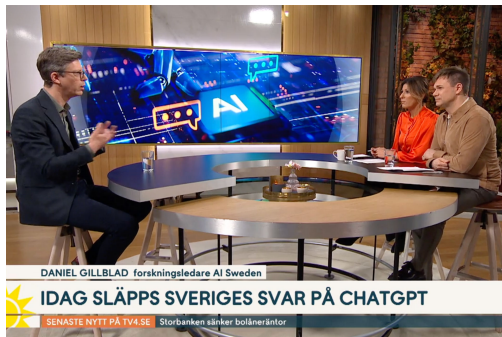 AI
DANIEL GILLBLAD forskningsledare AI Sweden
IDAG SLÄPPS SVERIGES SVAR PÅ CHATGPT
SENASTE NYTT PÅ TV4.SE Storbanken sänker bolåneräntor